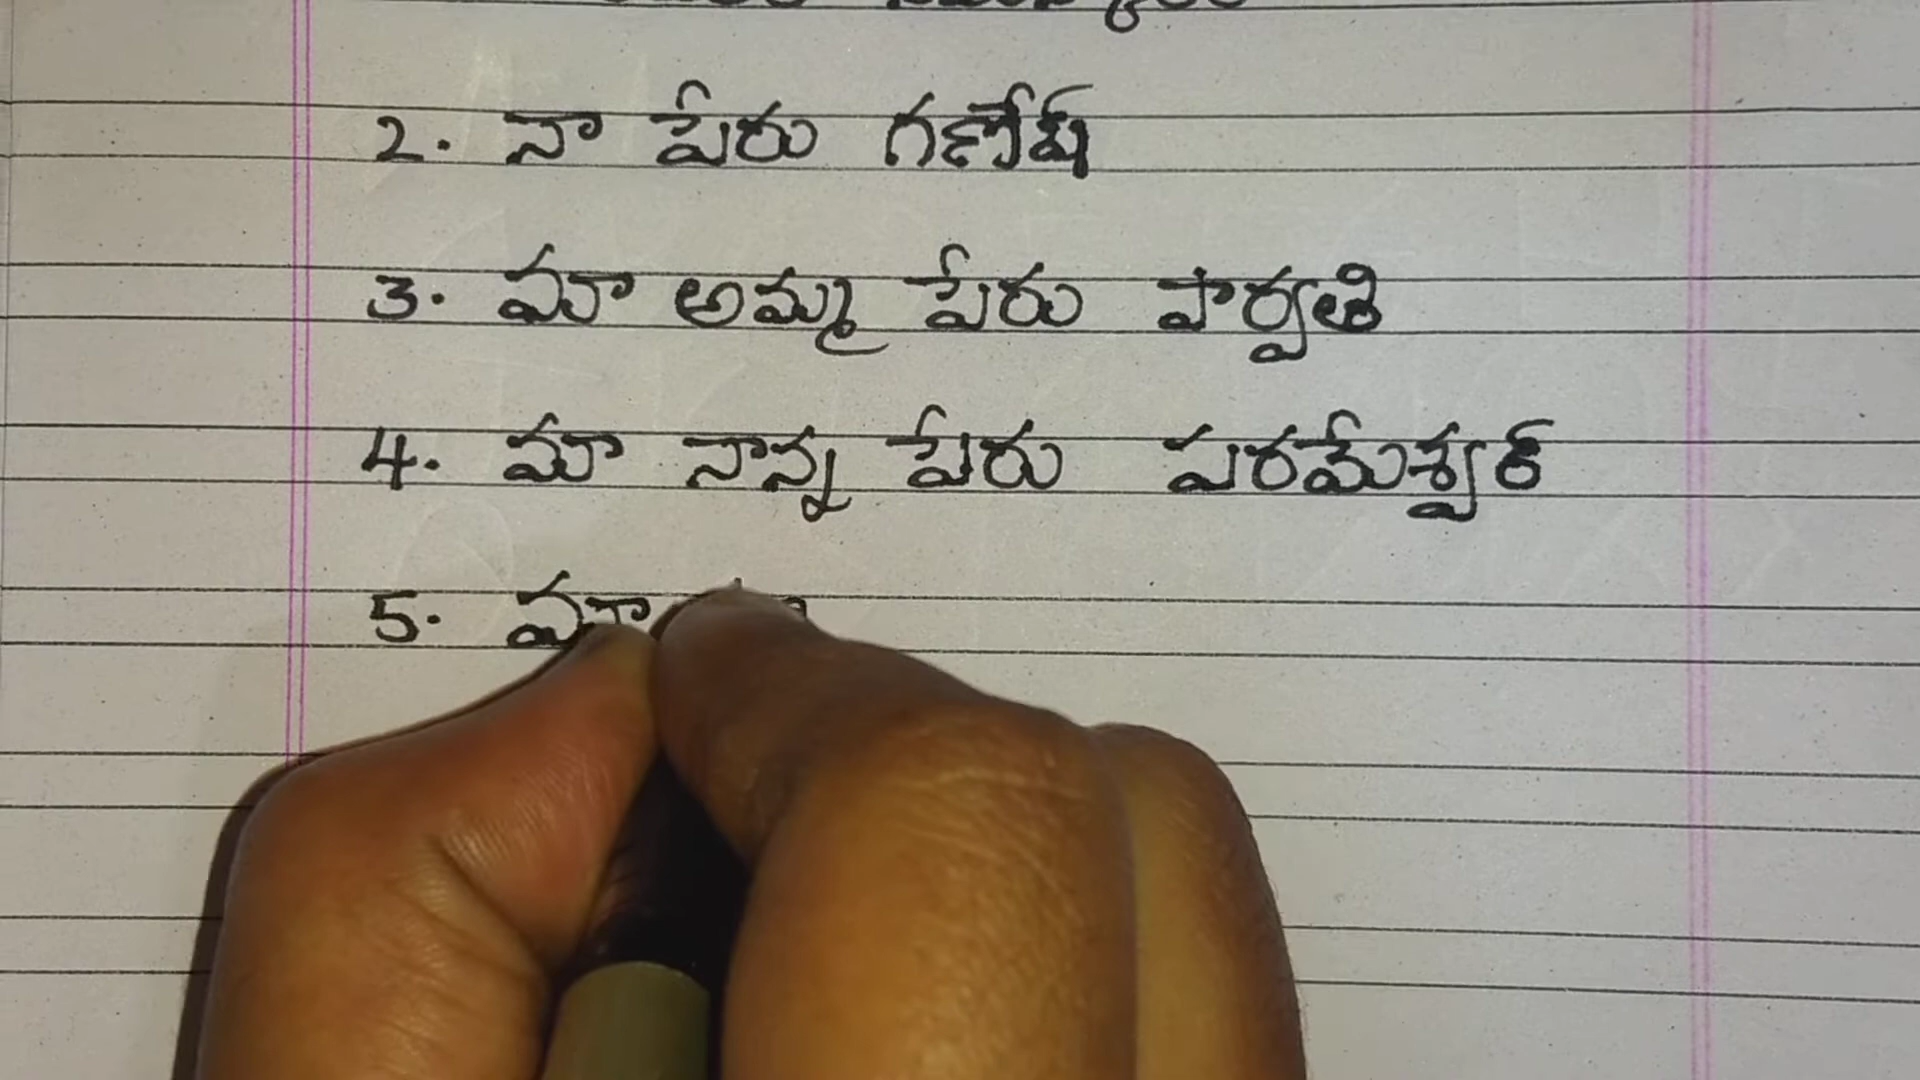 2. నా పేరు గణేష్
3. మా అమ్మ పేరు పార్వతి
4. మా నాన్న పేరు పరమేశ్వర్
5. మా